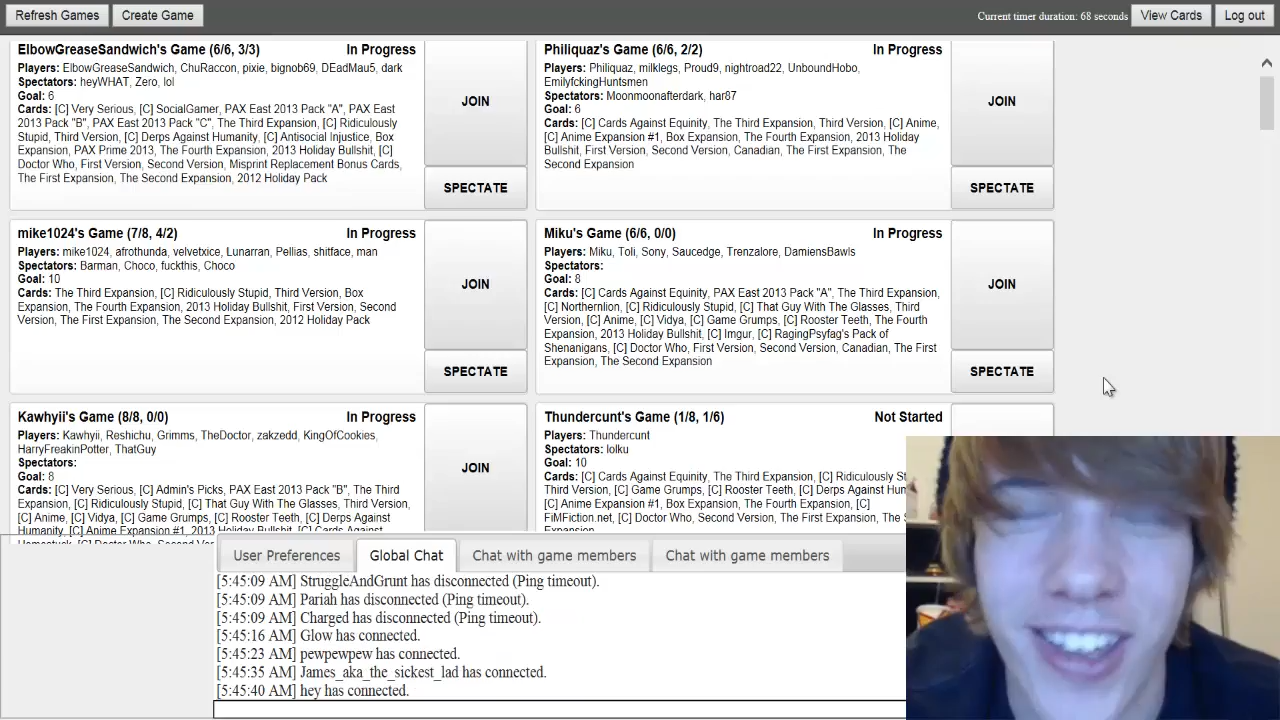 Refresh Games
Create Game
Current timer duration: 68 seconds
View Cards
Log out
ElbowGreaseSandwich's Game (6/6, 3/3)
In Progress
Players: ElbowGreaseSandwich, ChuRaccon, pixie, bignob69, DEadMau5, dark
Spectators: heyWHAT, Zero, lol
Goal: 6
Cards: [C] Very Serious, [C] SocialGamer, PAX East 2013 Pack "A", PAX East
2013 Pack "B", PAX East 2013 Pack "C", The Third Expansion, [C] Ridiculously
Stupid, Third Version, [C] Derps Against Humanity, [C] Antisocial Injustice, Box
Expansion, PAX Prime 2013, The Fourth Expansion, 2013 Holiday Bullshit, [C]
Doctor Who, First Version, Second Version, Misprint Replacement Bonus Cards,
The First Expansion, The Second Expansion, 2012 Holiday Pack
JOIN
SPECTATE
Philiquaz's Game (6/6, 2/2)
In Progress
Players: Philiquaz, milklegs, Proud9, nightroad22, UnboundHobo,
EmilyfckingHuntsmen
Spectators: Moonmoonafterdark, har87
Goal: 6
Cards: [C] Cards Against Equinity, The Third Expansion, Third Version, [C] Anime,
[C] Anime Expansion #1, Box Expansion, The Fourth Expansion, 2013 Holiday
Bullshit, First Version, Second Version, Canadian, The First Expansion, The
Second Expansion
JOIN
SPECTATE
mike1024's Game (7/8, 4/2)
In Progress
Players: mike1024, afrothunda, velvetxice, Lunarran, Pellias, shitface, man
Spectators: Barman, Choco, fuckthis, Choco
Goal: 10
Cards: The Third Expansion, [C] Ridiculously Stupid, Third Version, Box
Expansion, The Fourth Expansion, 2013 Holiday Bullshit, First Version, Second
Version, The First Expansion, The Second Expansion, 2012 Holiday Pack
JOIN
SPECTATE
Miku's Game (6/6, 0/0)
In Progress
Players: Miku, Toli, Sony, Saucedge, Trenzalore, DamiensBawls
Spectators:
Goal: 8
Cards: [C] Cards Against Equinity, PAX East 2013 Pack "A", The Third Expansion,
[C] Northernlion, [C] Ridiculously Stupid, [C] That Guy With The Glasses, Third
Version, [C] Anime, [C] Vidya, [C] Game Grumps, [C] Rooster Teeth, The Fourth
Expansion, 2013 Holiday Bullshit, [C] Imgur, [C] RagingPsyfag's Pack of
Shenanigans, [C] Doctor Who, First Version, Second Version, Canadian, The First
Expansion, The Second Expansion
JOIN
SPECTATE
Kawhyii's Game (8/8, 0/0)
In Progress
Players: Kawhyii, Reshichu, Grimms, TheDoctor, zakzedd, KingOfCookies,
HarryFreakinPotter, ThatGuy
Spectators:
Goal: 8
Cards: [C] Very Serious, [C] Admin's Picks, PAX East 2013 Pack "B", The Third
Expansion, [C] Ridiculously Stupid, [C] That Guy With The Glasses, Third Version,
[C] Anime, [C] Vidya, [C] Game Grumps, [C] Rooster Teeth, [C] Derps Against
Humanity, [C] Anime Expansion #1, 2013 Holiday Bullshit, [C] Cards Against
JOIN
Thundercunt's Game (1/8, 1/6)
Not Started
Players: Thundercunt
Spectators: lolku
Goal: 10
Cards: [C] Cards Against Equinity, The Third Expansion, [C] Ridiculously St
Third Version, [C] Game Grumps, [C] Rooster Teeth, [C] Derps Against Hum
[C] Anime Expansion #1, [C] Box Expansion, The Fourth Expansion, [C]
FiMFiction.net, [C] Doctor Who, Second Version, The First Expansion, The S
Expansion
User Preferences
Global Chat
Chat with game members
Chat with game members
[5:45:09 AM] StruggleAndGrunt has disconnected (Ping timeout).
[5:45:09 AM] Pariah has disconnected (Ping timeout).
[5:45:09 AM] Charged has disconnected (Ping timeout).
[5:45:16 AM] Glow has connected.
[5:45:23 AM] pewpewpew has connected.
[5:45:35 AM] James_aka_the_sickest_lad has connected.
[5:45:40 AM] hey has connected.